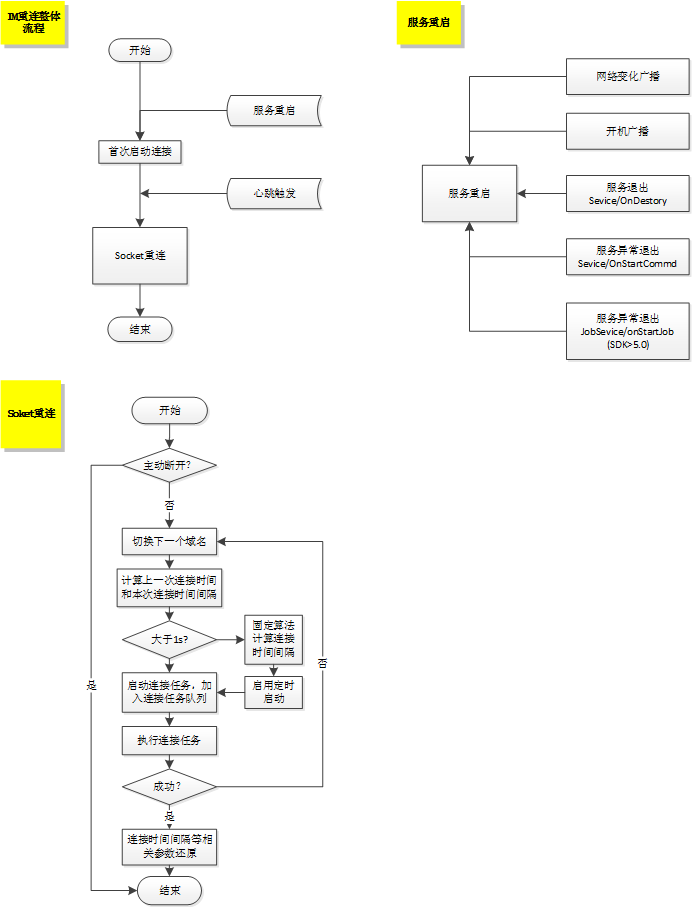 IM重连整体
流程
开始
服务重启
首次启动连接
心跳触发
Socket重连
结束
服务重启
网络变化广播
开机广播
服务重启
服务退出
Sevice/OnDestory
服务异常退出
Sevice/OnStartCommd
服务异常退出
JobSevice/onStartJob
(SDK>5.0)
Soket重连
开始
主动断开?
否
切换下一个域名
计算上一次连接时间
和本次连接时间间隔
大于1s?
固定算法
计算连接
时间间隔
否
是
启动连接任务，加
入连接任务队列
启用定时
启动
执行连接任务
成功?
是
连接时间间隔等相
关参数还原
结束